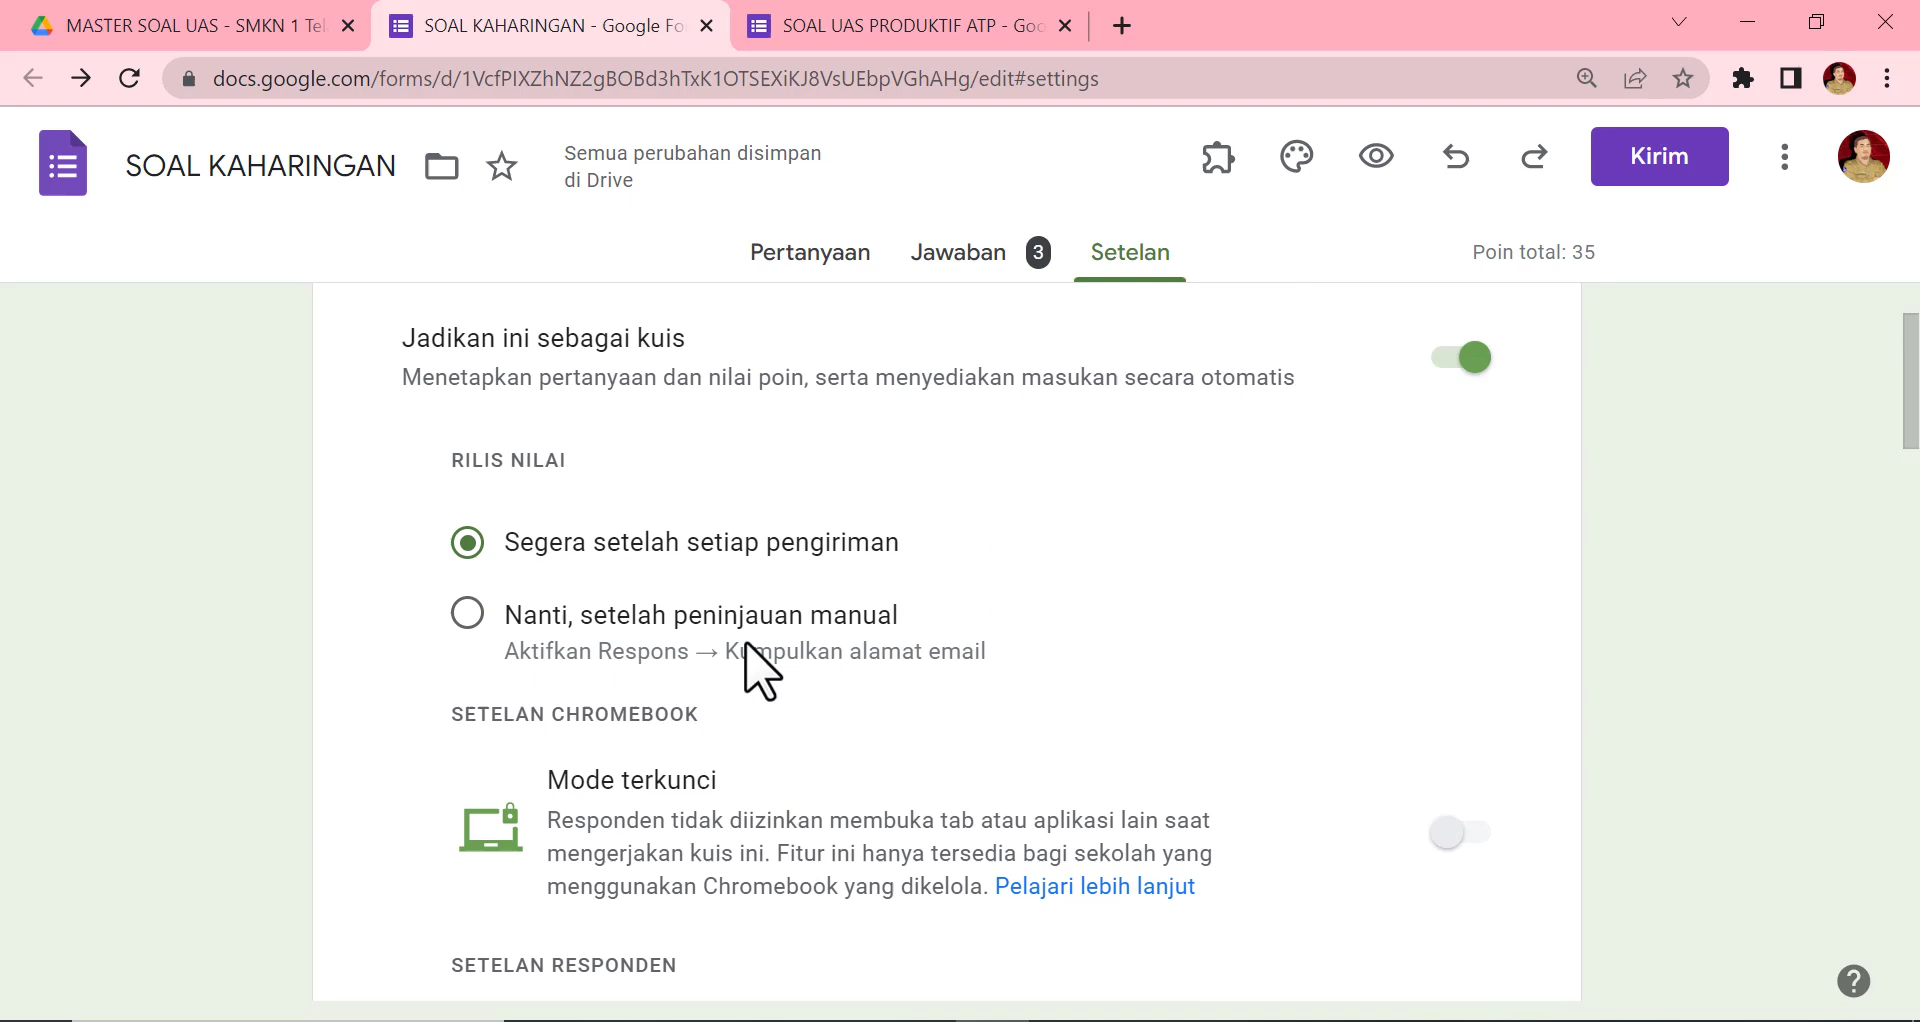 MASTER SOAL UAS - SMKN 1 Tel
SOAL KAHARINGAN - Google Fo
SOAL UAS PRODUKTIF ATP - Goo
docs.google.com/forms/d/1VcfPIXZhNZ2gBOBd3hTxK1OTSEXiKJ8VsUEbpVGhAHg/edit#settings
SOAL KAHARINGAN
Semua perubahan disimpan
di Drive
Kirim
Pertanyaan
Jawaban 3
Setelan
Poin total: 35
Jadikan ini sebagai kuis
Menetapkan pertanyaan dan nilai poin, serta menyediakan masukan secara otomatis
RILIS NILAI
Segera setelah setiap pengiriman
Nanti, setelah peninjauan manual
Aktifkan Respons → Kumpulkan alamat email
SETELAN CHROMEBOOK
Mode terkunci
Responden tidak diizinkan membuka tab atau aplikasi lain saat
mengerjakan kuis ini. Fitur ini hanya tersedia bagi sekolah yang
menggunakan Chromebook yang dikelola. Pelajari lebih lanjut
SETELAN RESPONDEN